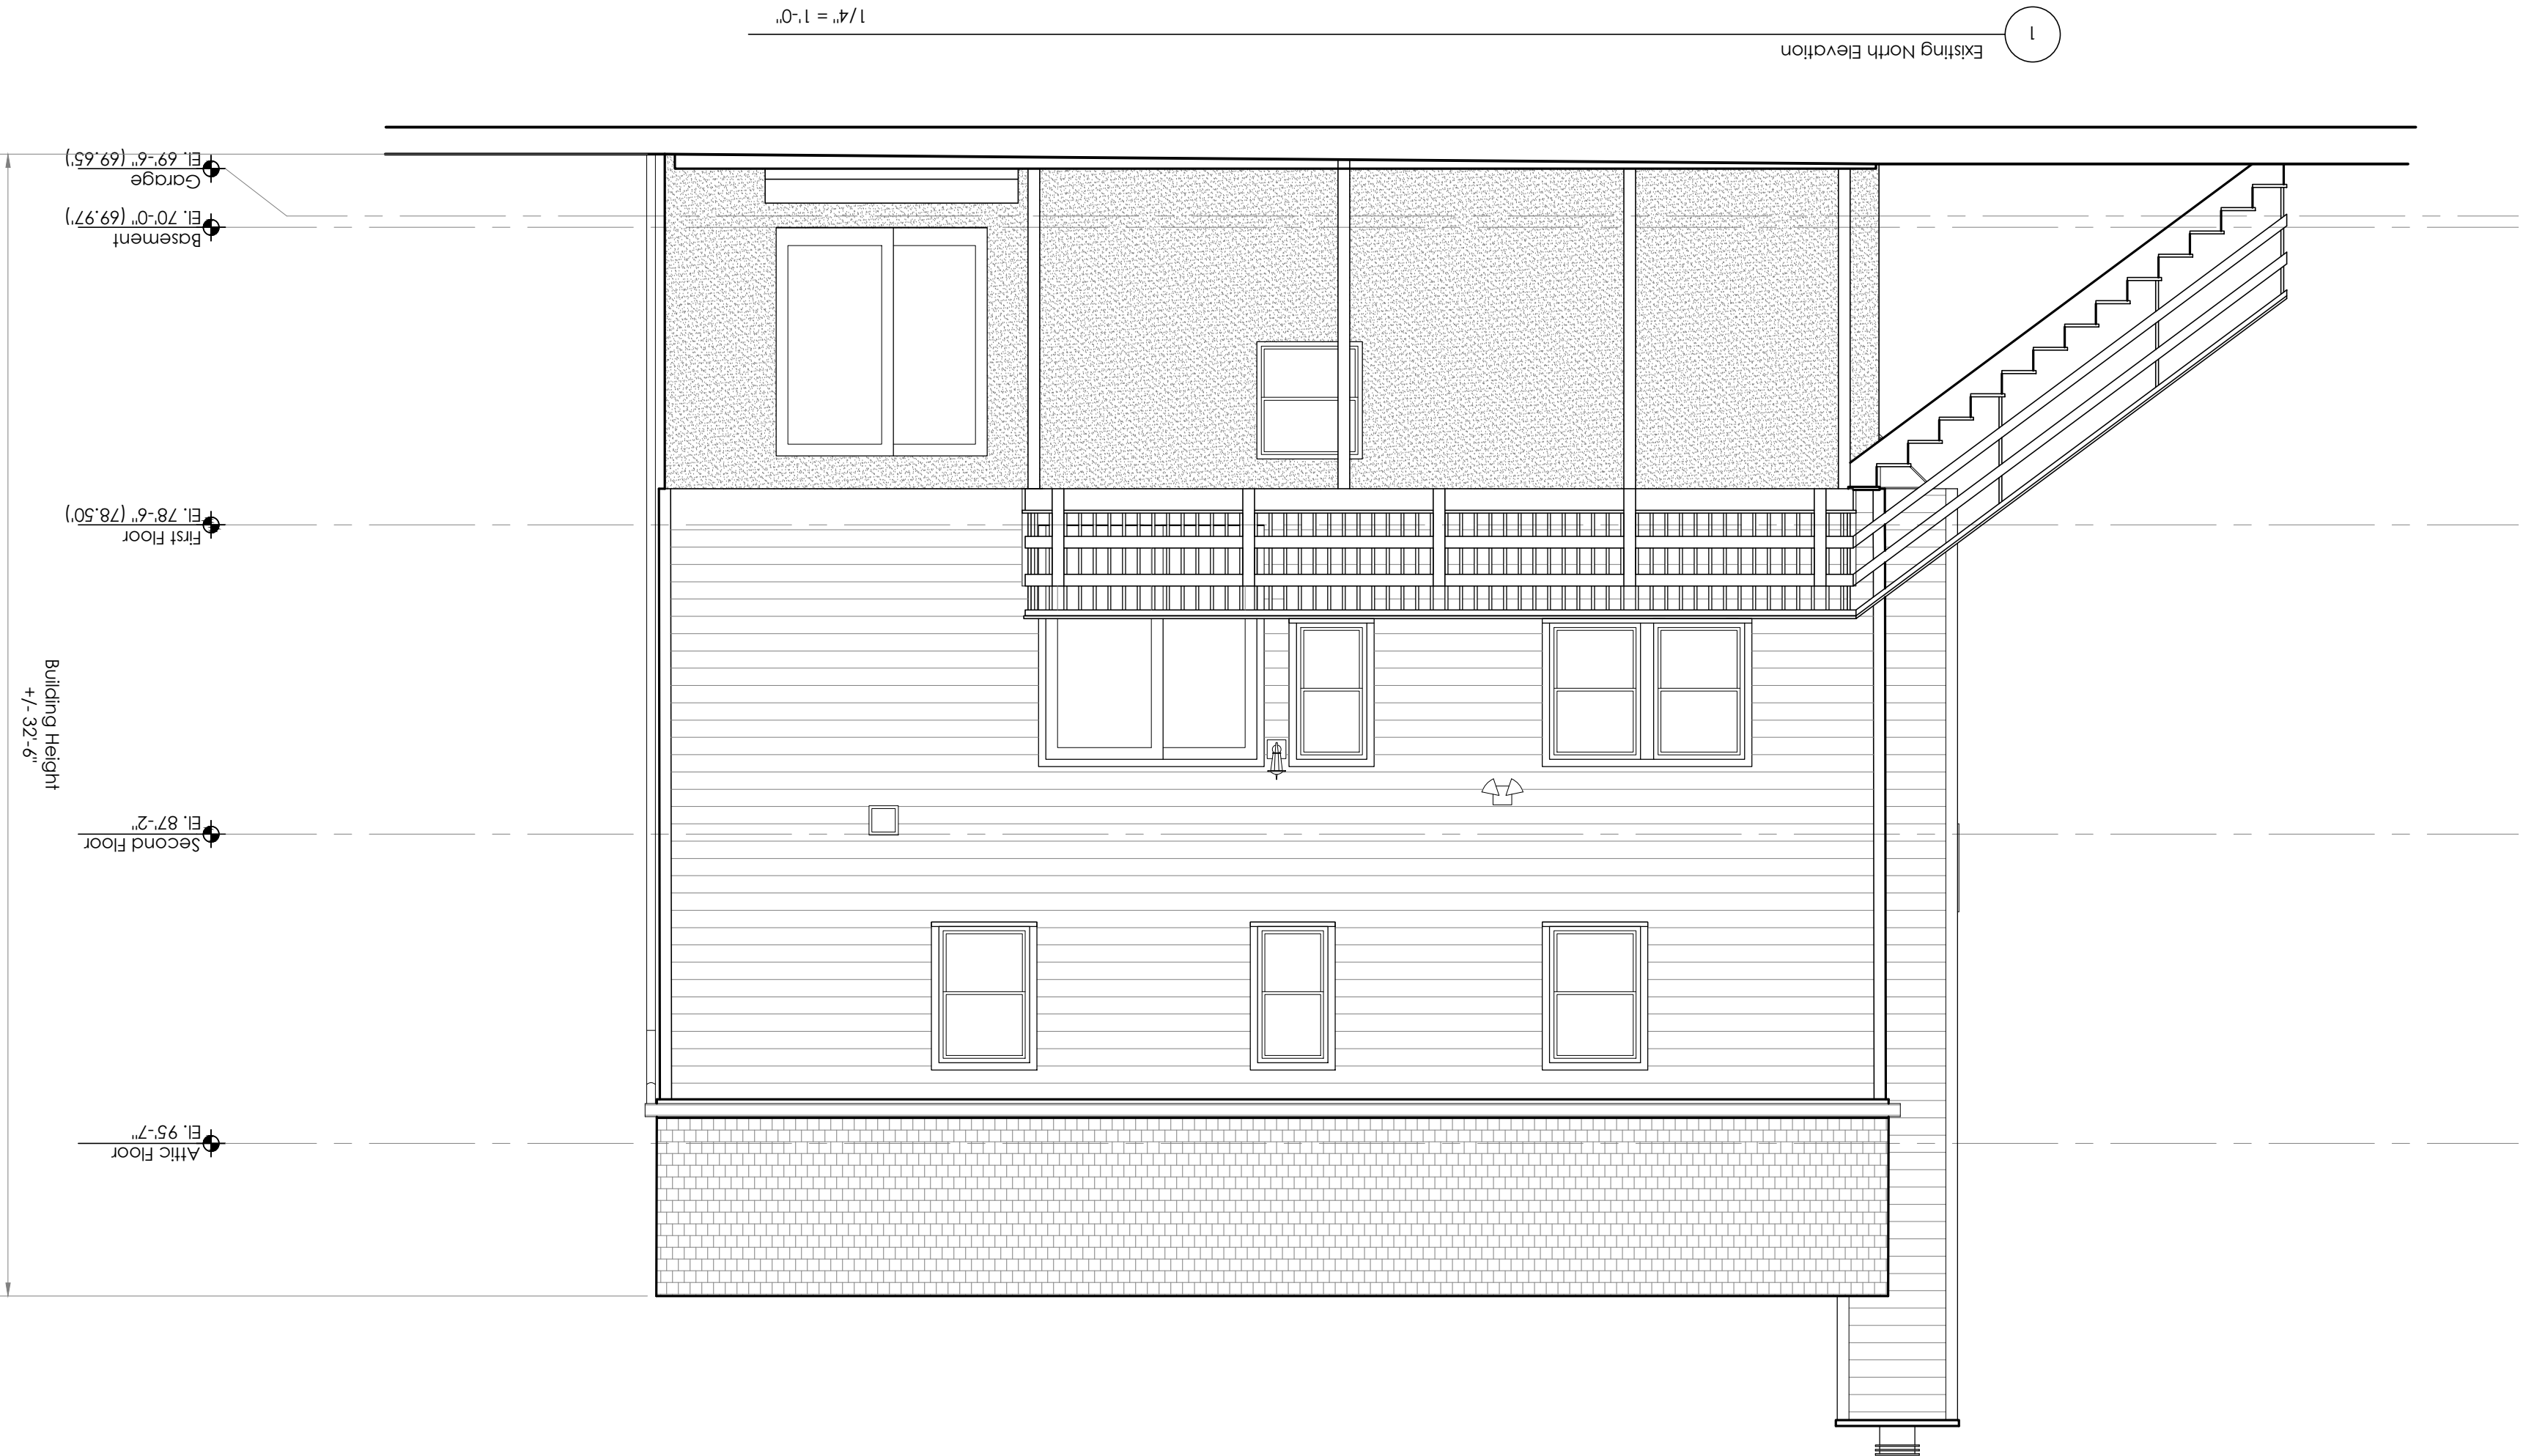 Attic Floor
El. 95'-7"
Second Floor
El. 87'-2"
Building Height
+/- 32'-6"
First Floor
El. 78'-6" (78.50')
Basement
El. 70'-0" (69.97')
Garage
El. 69'-6" (69.65')
1
Existing North Elevation
1/4" = 1'-0"